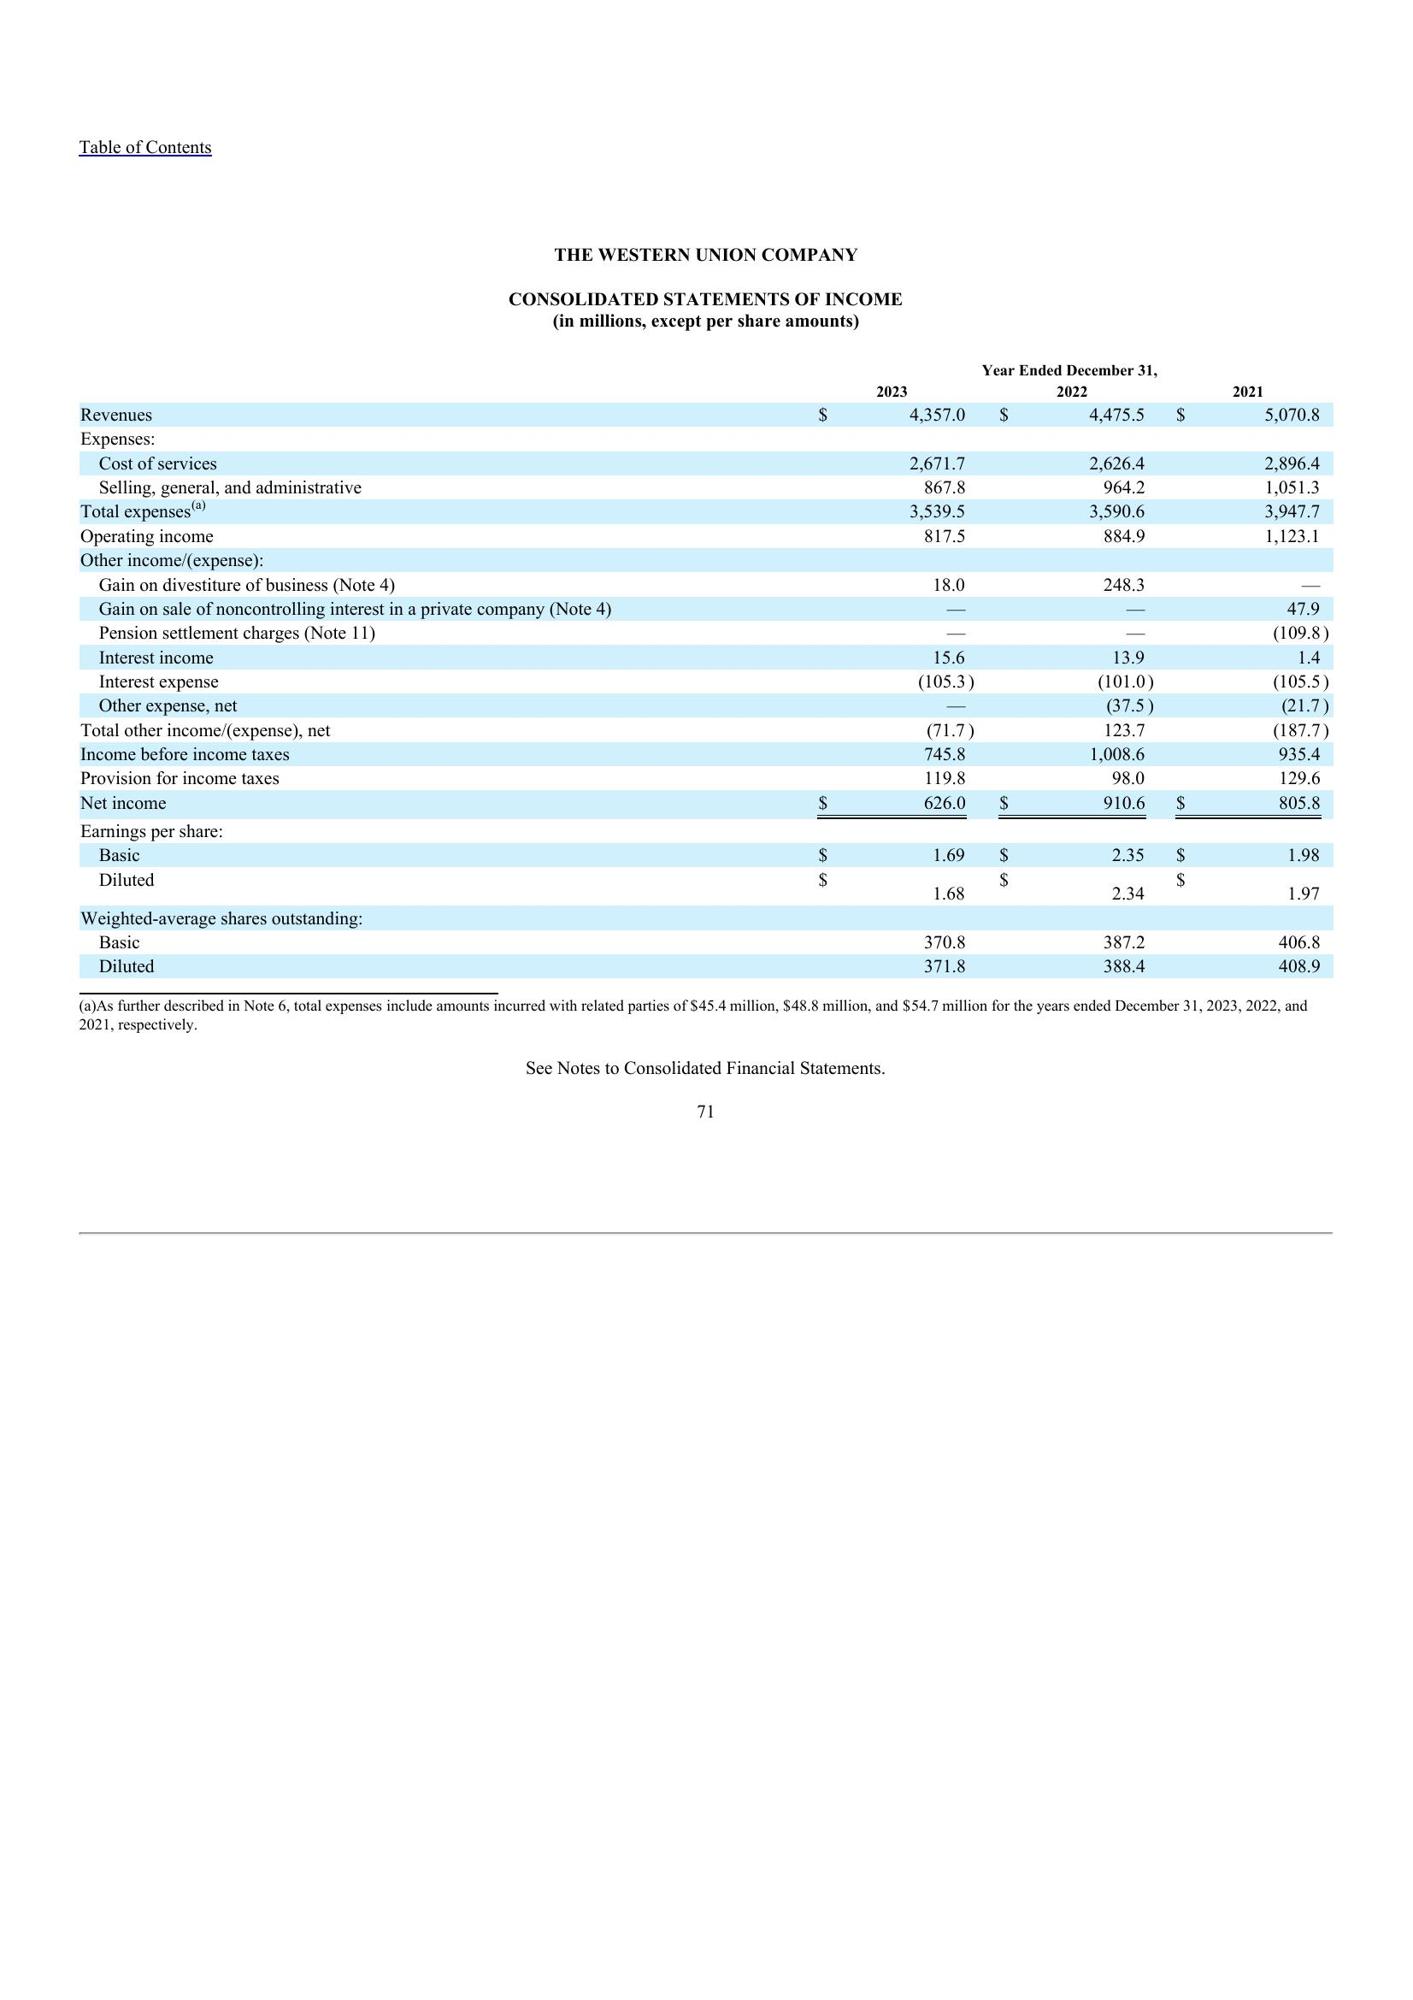 Table of Contents
THE WESTERN UNION COMPANY
CONSOLIDATED STATEMENTS OF INCOME
(in millions, except per share amounts)
Year Ended December 31,
2023 2022 2021
Revenues $ 4,357.0 $ 4,475.5 $ 5,070.8
Expenses:
Cost of services 2,671.7 2,626.4 2,896.4
Selling, general, and administrative 867.8 964.2 1,051.3
Total expenses(a) 3,539.5 3,590.6 3,947.7
Operating income 817.5 884.9 1,123.1
Other income/(expense):
Gain on divestiture of business (Note 4) 18.0 248.3 —
Gain on sale of noncontrolling interest in a private company (Note 4) — — 47.9
Pension settlement charges (Note 11) — — (109.8)
Interest income 15.6 13.9 1.4
Interest expense (105.3) (101.0) (105.5)
Other expense, net — (37.5) (21.7)
Total other income/(expense), net (71.7) 123.7 (187.7)
Income before income taxes 745.8 1,008.6 935.4
Provision for income taxes 119.8 98.0 129.6
Net income $ 626.0 $ 910.6 $ 805.8
Earnings per share:
Basic $ 1.69 $ 2.35 $ 1.98
Diluted $ 1.68 $ 2.34 $ 1.97
Weighted-average shares outstanding:
Basic 370.8 387.2 406.8
Diluted 371.8 388.4 408.9
(a)As further described in Note 6, total expenses include amounts incurred with related parties of $45.4 million, $48.8 million, and $54.7 million for the years ended December 31, 2023, 2022, and
2021, respectively.
See Notes to Consolidated Financial Statements.
71